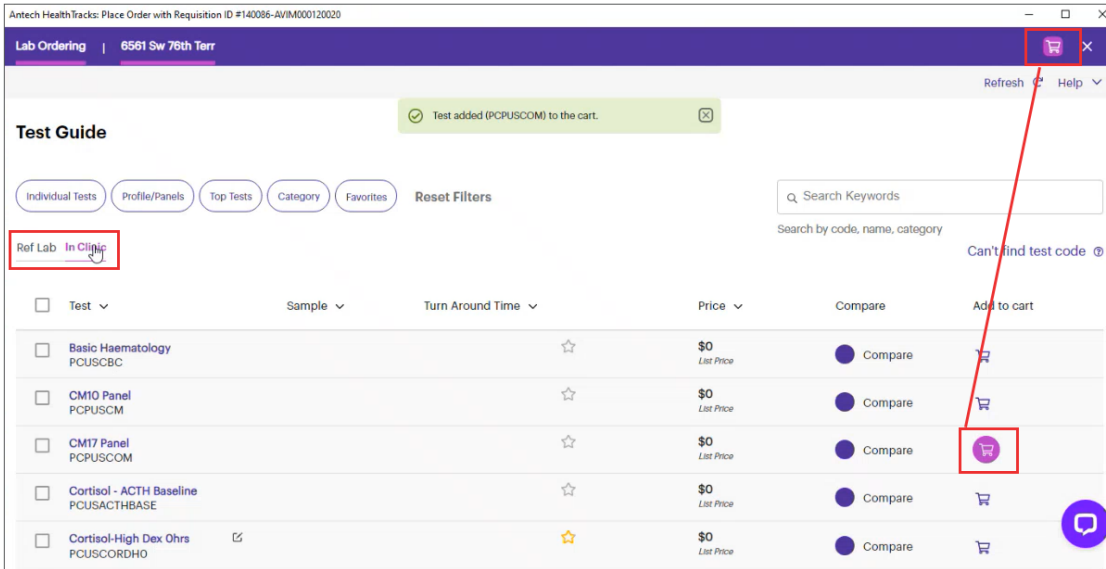 Antech HealthTracks: Place Order with Requisition ID #140086-AVIM000120020
Lab Ordering | 6561 Sw 76th Terr
Refresh Help
Test added (PCPUSCOM) to the cart.
Test Guide
Individual Tests Profile/Panels Top Tests Category Favorites Reset Filters
Search Keywords
Search by code, name, category
Ref Lab In Clinic
Can't find test code
Test Sample Turn Around Time Price Compare Add to cart
Basic Haematology $0
PCUSCBC List Price Compare
CM10 Panel $0
PCPUSCM List Price Compare
CM17 Panel $0
PCPUSCOM List Price Compare
Cortisol - ACTH Baseline $0
PCUSACTHBASE List Price Compare
Cortisol-High Dex 0hrs $0
PCUSCORDH0 List Price Compare